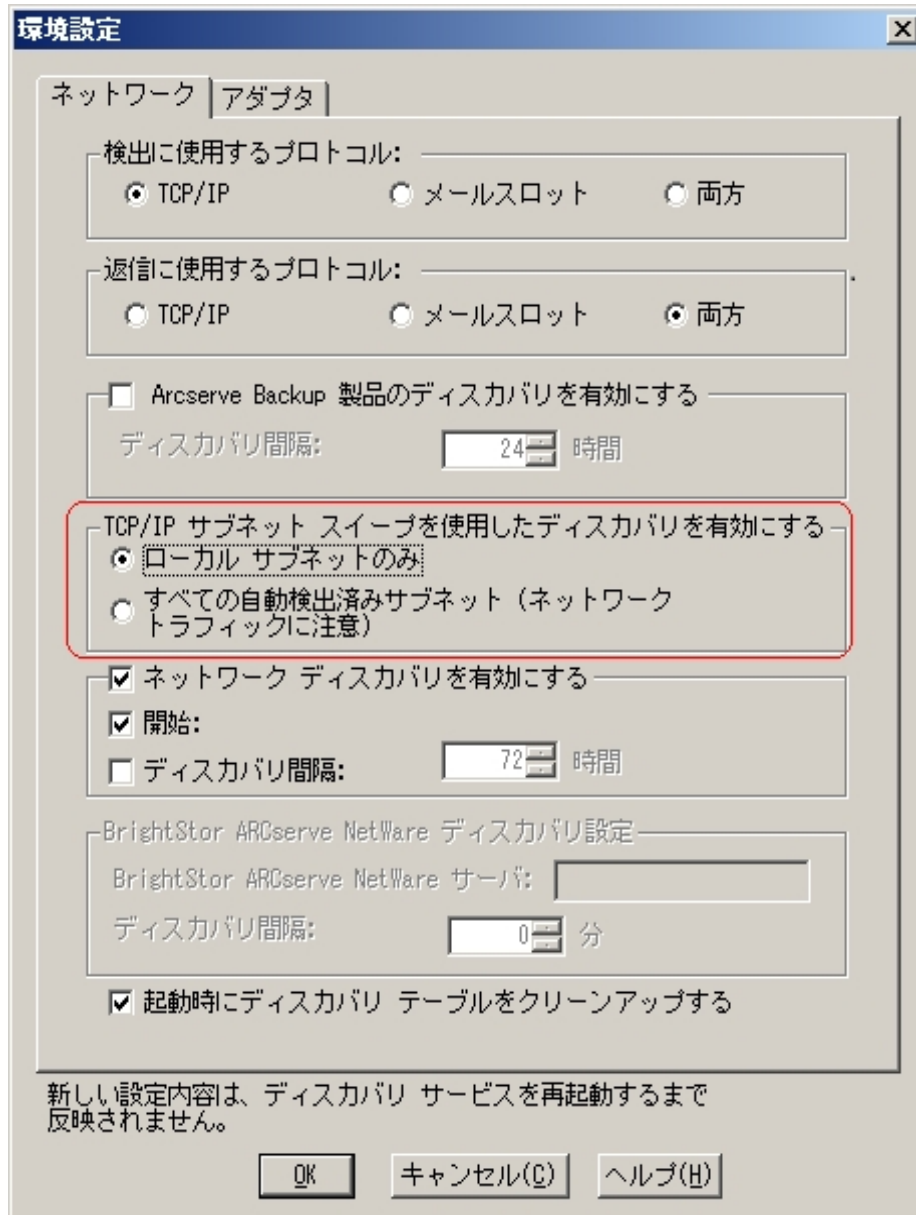 環境設定
ネットワーク
アダプタ
検出に使用するプロトコル:
TCP/IP
メールスロット
両方
返信に使用するプロトコル:
TCP/IP
メールスロット
両方
Arcserve Backup 製品のディスカバリを有効にする
ディスカバリ間隔:
24
時間
TCP/IP サブネット スイープを使用したディスカバリを有効にする
ローカル サブネットのみ
すべての自動検出済みサブネット (ネットワーク
トラフィックに注意)
ネットワーク ディスカバリを有効にする
開始:
ディスカバリ間隔:
72
時間
BrightStor ARCserve NetWare ディスカバリ設定
BrightStor ARCserve NetWare サーバ:
ディスカバリ間隔:
0
分
起動時にディスカバリ テーブルをクリーンアップする
新しい設定内容は、ディスカバリ サービスを再起動するまで
反映されません。
OK
キャンセル(C)
ヘルプ(H)